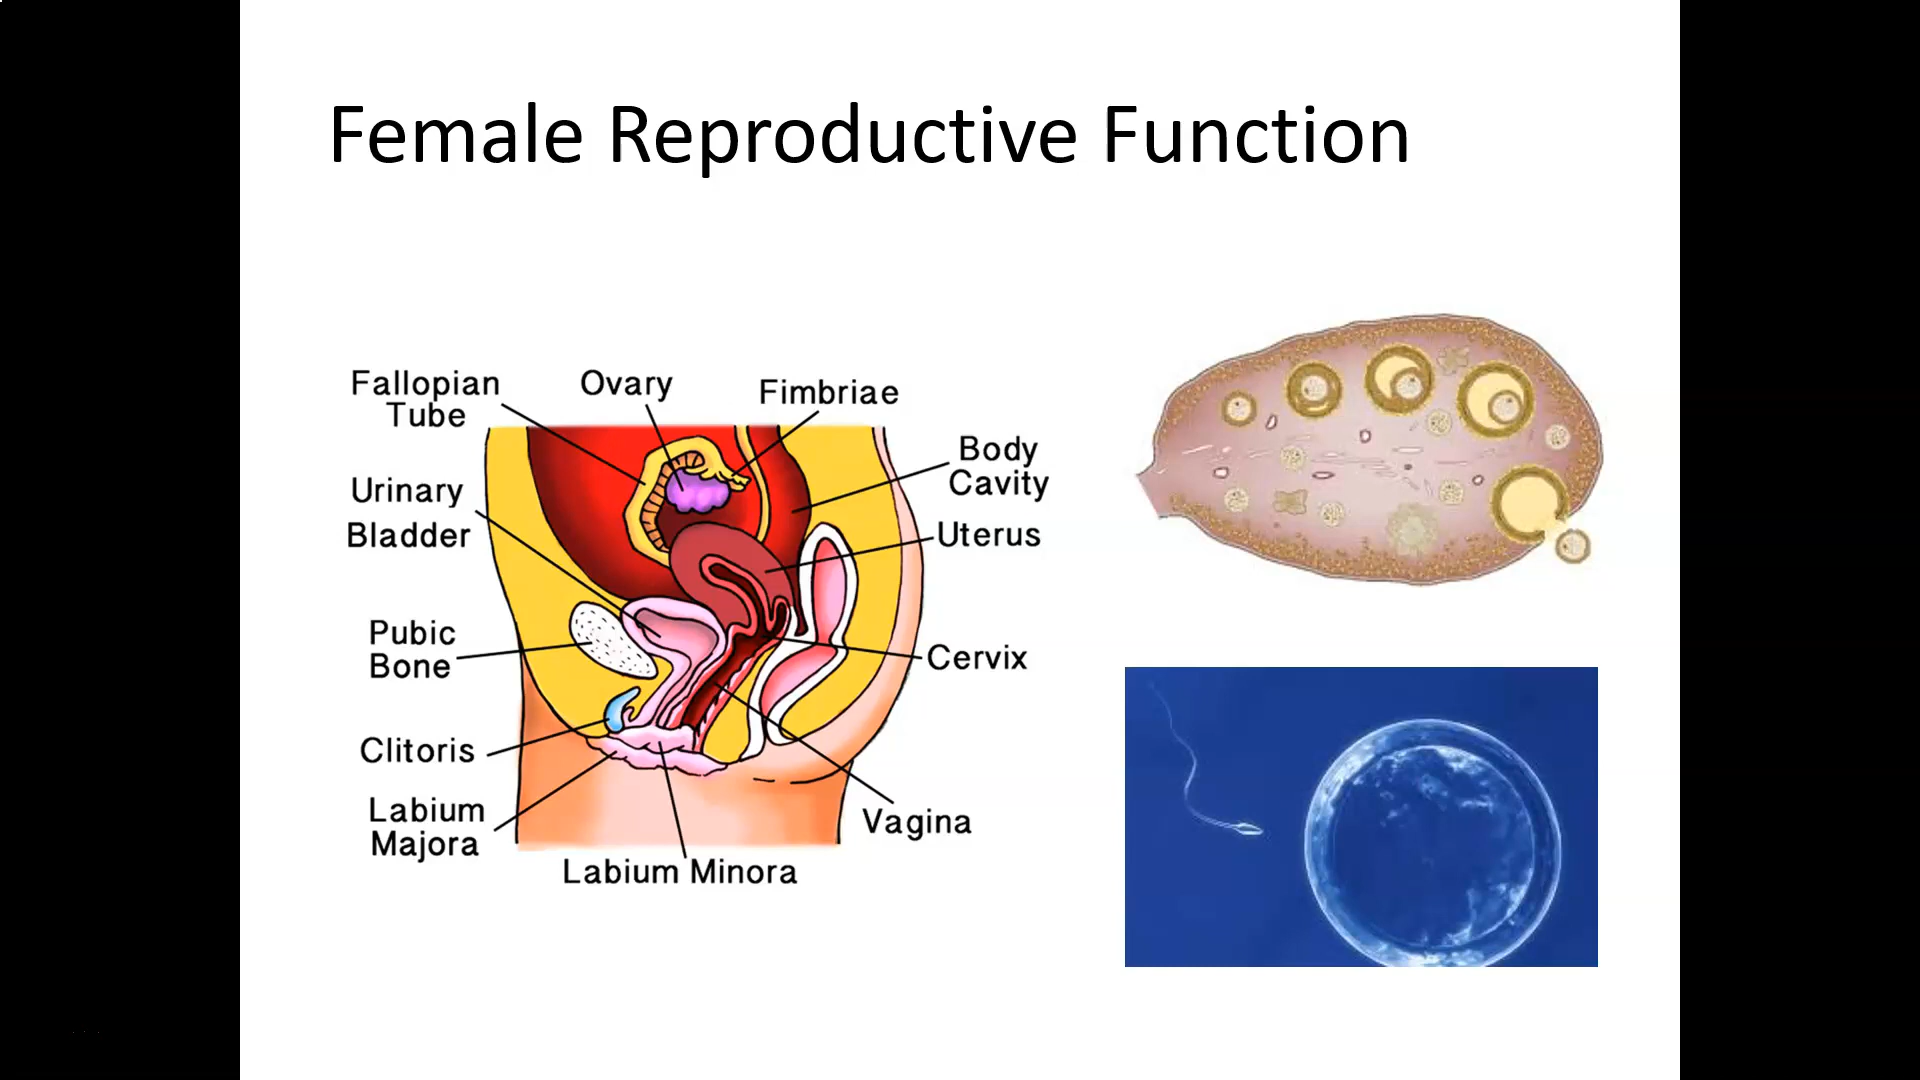 Female Reproductive Function
Fallopian
Tube
Ovary
Fimbriae
Body
Cavity
Urinary
Bladder
Uterus
Pubic
Bone
Cervix
Clitoris
Labium
Majora
Vagina
Labium Minora